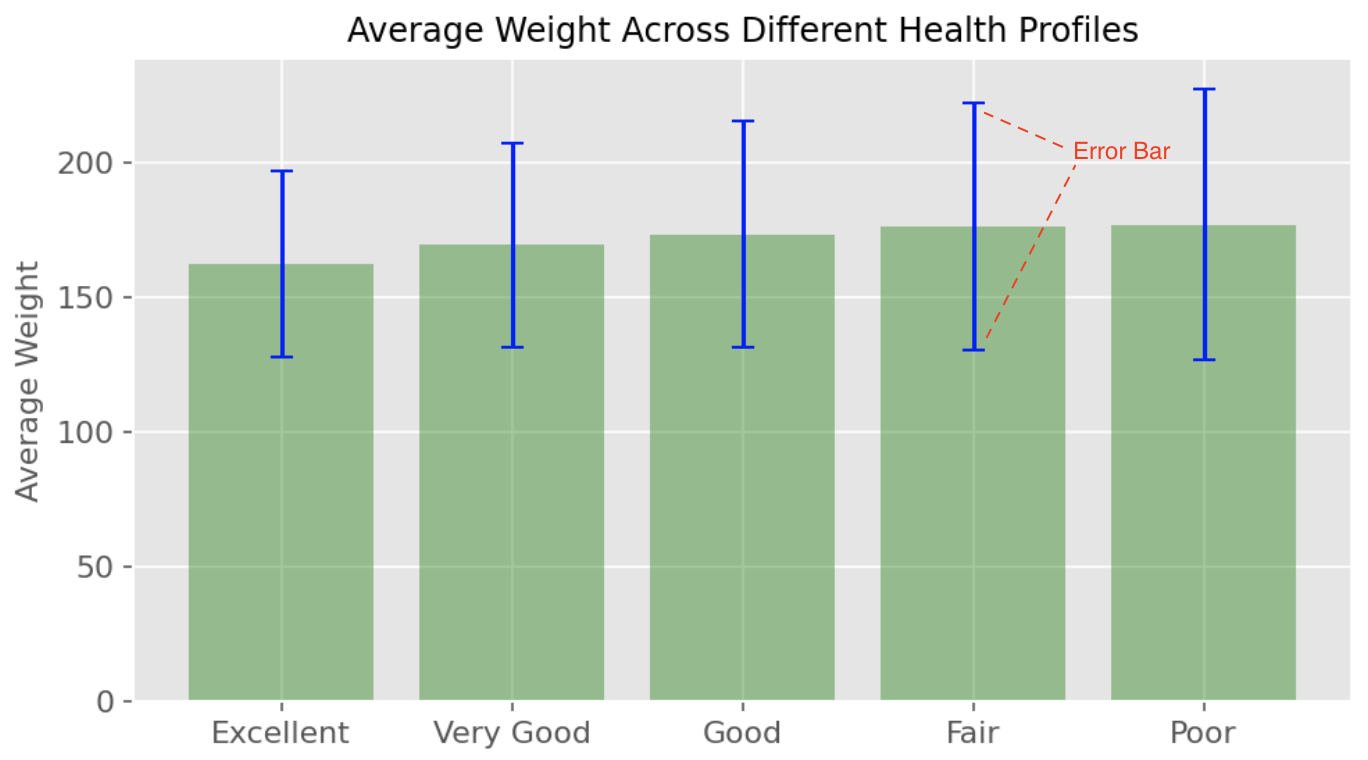 Average Weight Across Different Health Profiles
Average Weight
200
150
100
50
0
Error Bar
Excellent
Very Good
Good
Fair
Poor